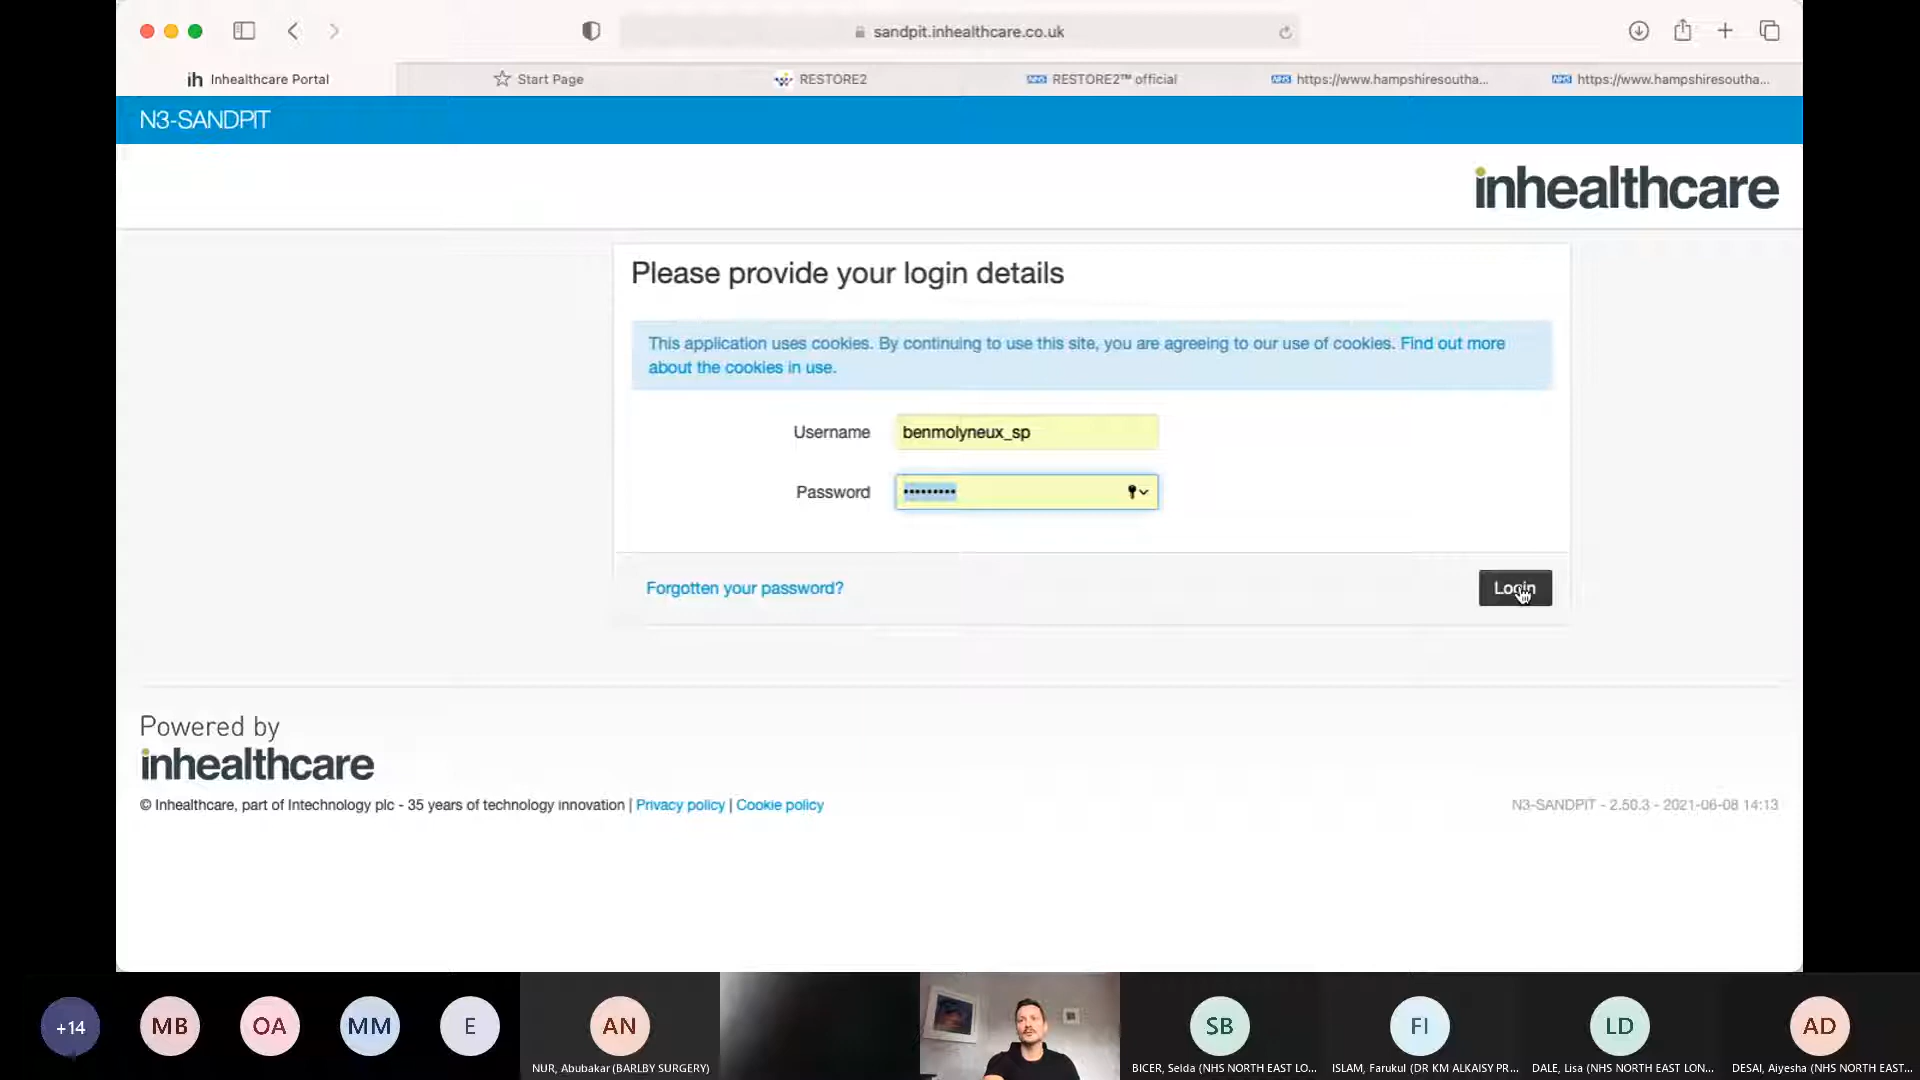 sandpit.inhealthcare.co.uk
ih Inhealthcare Portal
Start Page
RESTORE2
NHS RESTORE2™ official
NHS https://www.hampshiresoutha...
NHS https://www.hampshiresoutha...
N3-SANDPIT
inhealthcare
Please provide your login details
This application uses cookies. By continuing to use this site, you are agreeing to our use of cookies. Find out more
about the cookies in use.
Username benmolyneux_sp
Password •••••••••
Forgotten your password?
Login
Powered by
inhealthcare
© Inhealthcare, part of Intechnology plc - 35 years of technology innovation | Privacy policy | Cookie policy
N3-SANDPIT - 2.50.3 - 2021-06-08 14:13
+14
MB
OA
MM
E
AN
SB
FI
LD
AD
NUR, Abubakar (BARLBY SURGERY)
BICER, Selda (NHS NORTH EAST LO...
ISLAM, Farukul (DR KM ALKAISY PR...
DALE, Lisa (NHS NORTH EAST LON...
DESAI, Aiyesha (NHS NORTH EAST...